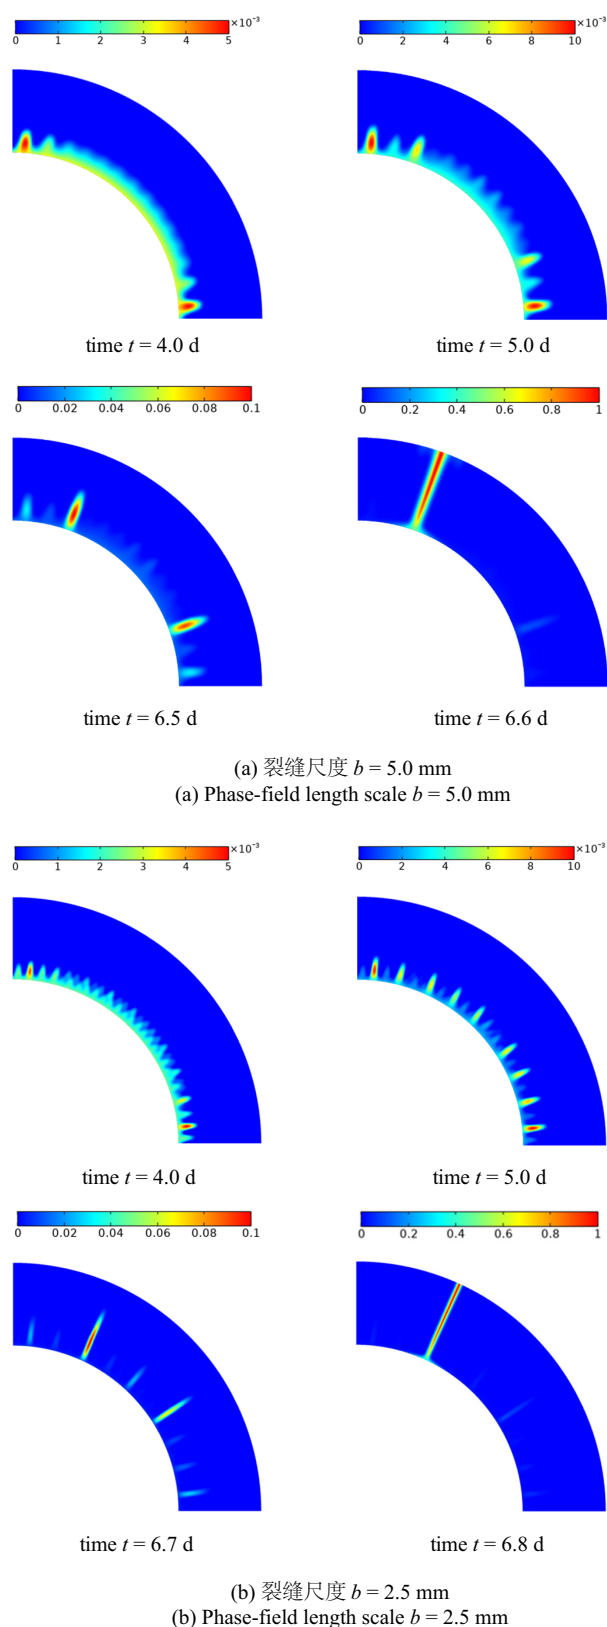 ×10⁻³ ×10⁻³
0 1 2 3 4 5 0 2 4 6 8 10
time t = 4.0 d time t = 5.0 d
0 0.02 0.04 0.06 0.08 0.1 0 0.2 0.4 0.6 0.8 1
time t = 6.5 d time t = 6.6 d
(a) 裂缝尺度 b = 5.0 mm
(a) Phase-field length scale b = 5.0 mm
×10⁻³ ×10⁻³
0 1 2 3 4 5 0 2 4 6 8 10
time t = 4.0 d time t = 5.0 d
0 0.02 0.04 0.06 0.08 0.1 0 0.2 0.4 0.6 0.8 1
time t = 6.7 d time t = 6.8 d
(b) 裂缝尺度 b = 2.5 mm
(b) Phase-field length scale b = 2.5 mm